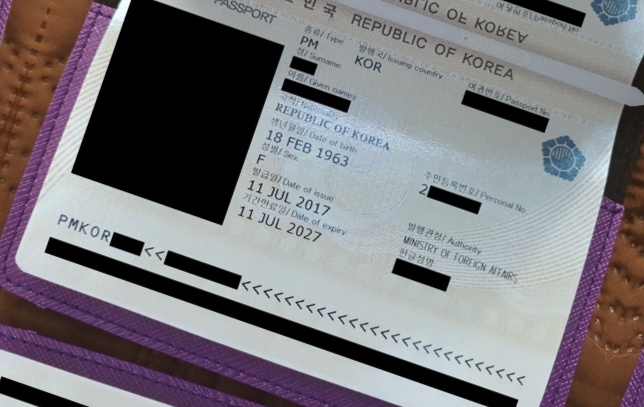 REPUBLIC OF KOREA
PASSPORT
민국 REPUBLIC OF KOREA
종류/Type
PM
발행국/Issuing country
KOR
여권번호/Passport No.
성/Surname
이름/Given names
국적/Nationality
REPUBLIC OF KOREA
생년월일/Date of birth
18 FEB 1963
주민등록번호/Personal No.
2
성별/Sex
F
발급일/Date of issue
11 JUL 2017
발행관청/Authority
MINISTRY OF FOREIGN AFFAIRS
기간만료일/Date of expiry
11 JUL 2027
한글성명
PMKOR
<<
<<<<<<<<<<<<<<<<<<<<<<<<<<